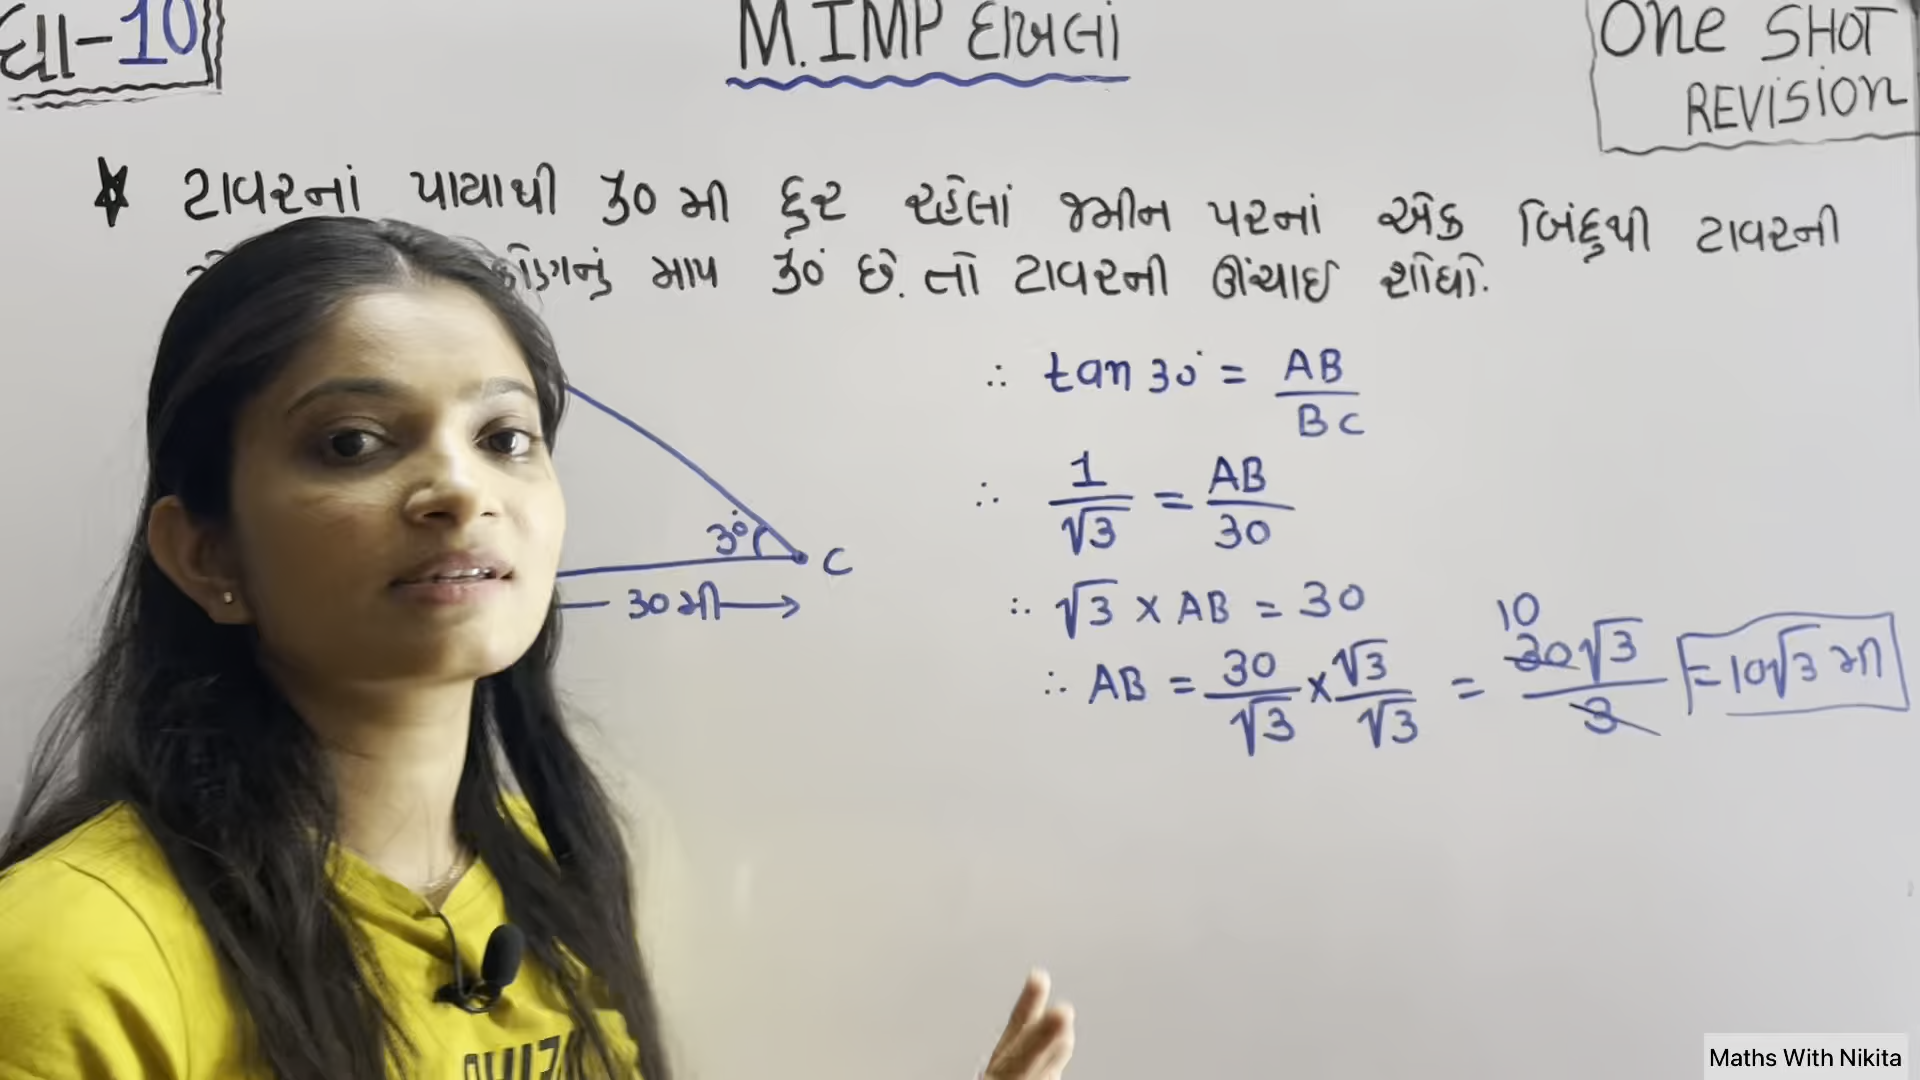 ધો-10
M.IMP દાખલાં
One SHOT
REVISION
ટાવરનાં પાયાથી ૩૦ મી દુર રહેલાં જમીન પરનાં એક બિંદુથી ટાવરની
માપ ૩૦° છે. તો ટાવરની ઊંચાઈ શોધો.
∴ tan 30° = AB / BC
∴ 1 / √3 = AB / 30
30°
C
30 મી
∴ √3 × AB = 30
∴ AB = 30 / √3 × √3 / √3 = 10 30√3 / 3 = 10√3 મી
Maths With Nikita